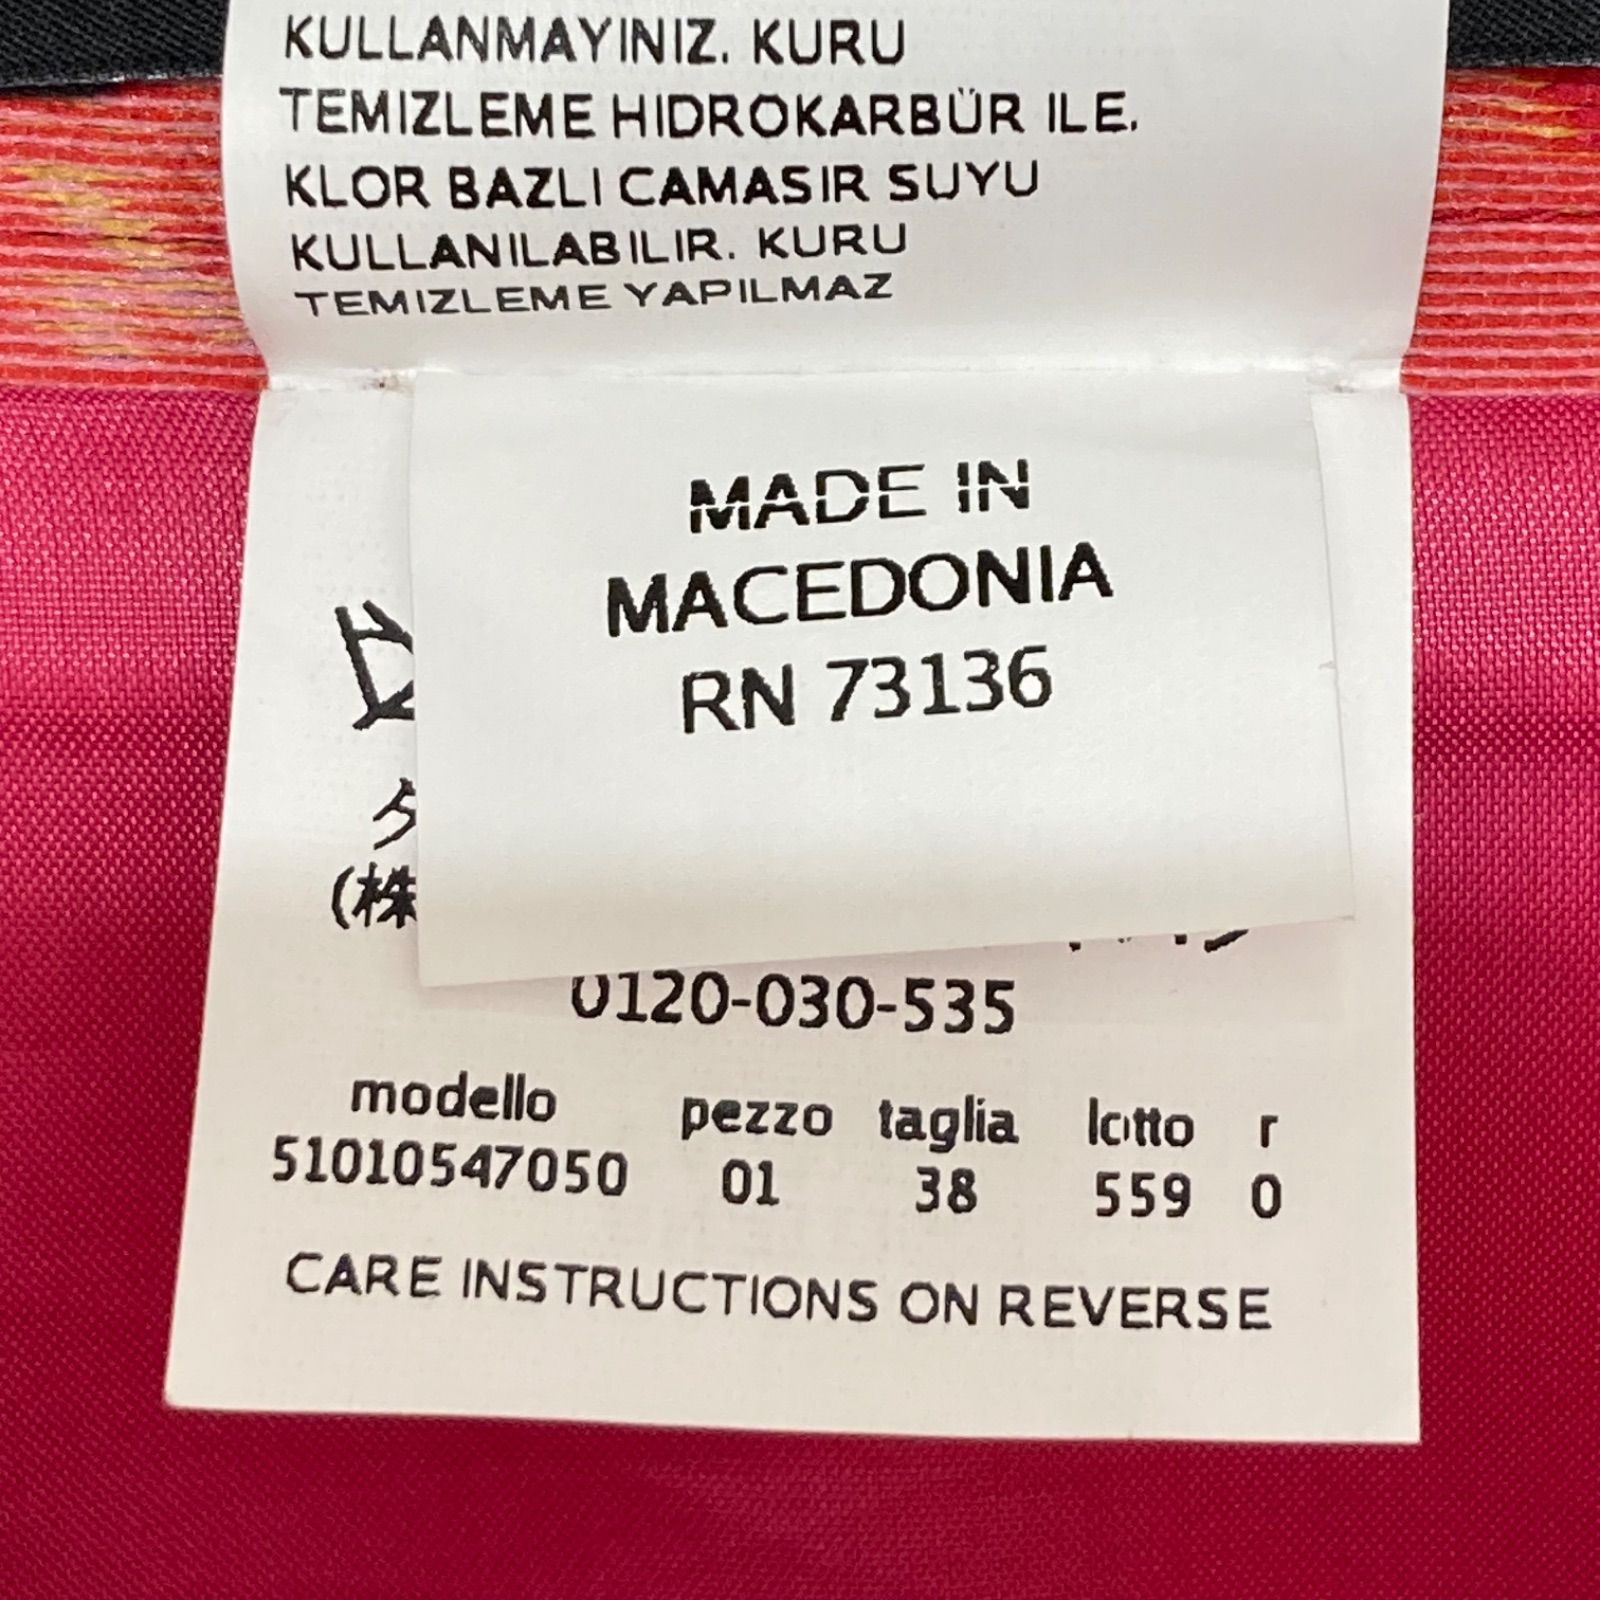 KULLANMAYINIZ. KURU
TEMIZLEME HIDROKARBÜR ILE.
KLOR BAZLI CAMASIR SUYU
KULLANILABILIR. KURU
TEMIZLEME YAPILMAZ
MADE IN
MACEDONIA
RN 73136
(株
0120-030-535
modello pezzo taglia lotto r
51010547050 01 38 559 0
CARE INSTRUCTIONS ON REVERSE